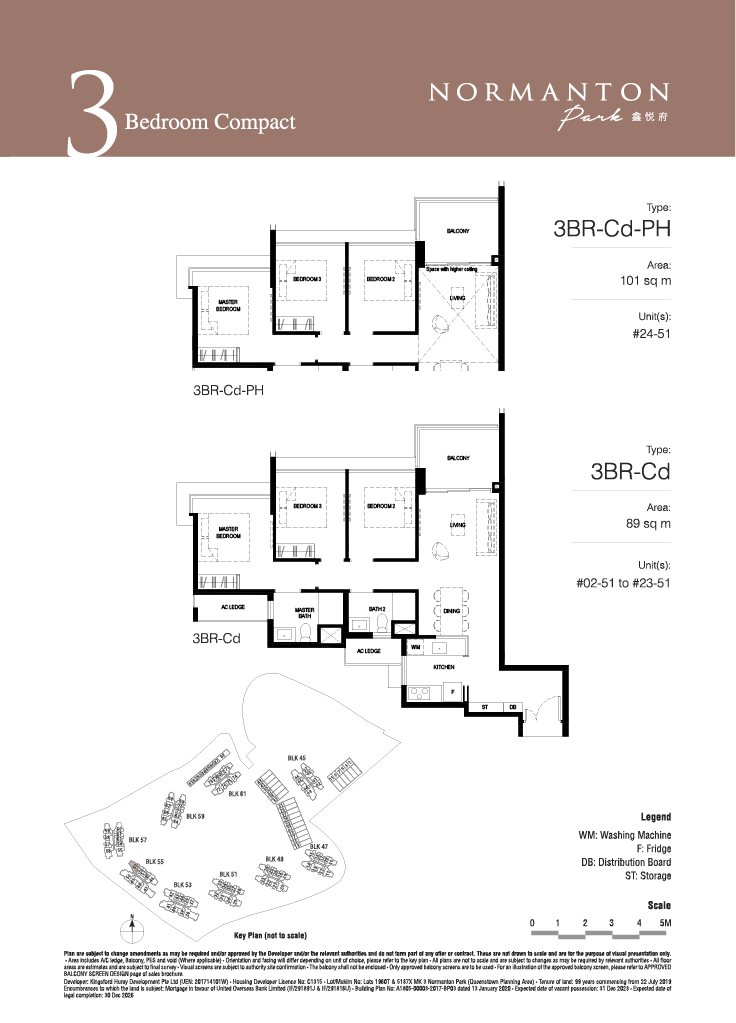 3 Bedroom Compact
NORMANTON
Park 鑫悦府
Type:
3BR-Cd-PH
Area:
101 sq m
Unit(s):
#24-51
BALCONY
Space with higher ceiling
BEDROOM 3
BEDROOM 2
LIVING
MASTER
BEDROOM
3BR-Cd-PH
Type:
3BR-Cd
Area:
89 sq m
Unit(s):
#02-51 to #23-51
BALCONY
BEDROOM 3
BEDROOM 2
LIVING
MASTER
BEDROOM
AC LEDGE
MASTER
BATH
BATH 2
DINING
3BR-Cd
AC LEDGE
WM
KITCHEN
F
ST
DB
BLK 45
BLK 61
BLK 59
BLK 57
BLK 47
BLK 55
BLK 49
BLK 51
BLK 53
N
Key Plan (not to scale)
Legend
WM: Washing Machine
F: Fridge
DB: Distribution Board
ST: Storage
Scale
0 1 2 3 4 5M
Plan are subject to change amendments as may be required and/or approved by the Developer and/or the relevant authorities and do not form part of any offer or contract. These are not drawn to scale and are for the purpose of visual presentation only.
- Area includes A/C ledge, Balcony, PES and void (Where applicable) - Orientation and facing will differ depending on unit of choice, please refer to the key plan - All plans are not to scale and are subject to changes as may be required by relevant authorities - All floor
areas are estimates and are subject to final survey - Visual screens are subject to authority site confirmation - The balcony shall not be enclosed - Only approved balcony screens are to be used - For an illustration of the approved balcony screen, please refer to APPROVED
BALCONY SCREEN DESIGN page of sales brochure.
Developer: Kingsford Huray Development Pte Ltd (UEN: 201714101W) - Housing Developer Licence No: C1315 - Lot/Mukim No: Lots 1960T & 5187X MK 3 Normanton Park (Queenstown Planning Area) - Tenure of land: 99 years commencing from 22 July 2019
Encumbrances to which the land is subject: Mortgage in favour of United Overseas Bank Limited (IF/291891J & IF/291815U) - Building Plan No: A1805-00003-2017-BP03 dated 13 January 2020 - Expected date of vacant possession: 31 Dec 2023 - Expected date of
legal completion: 30 Dec 2026